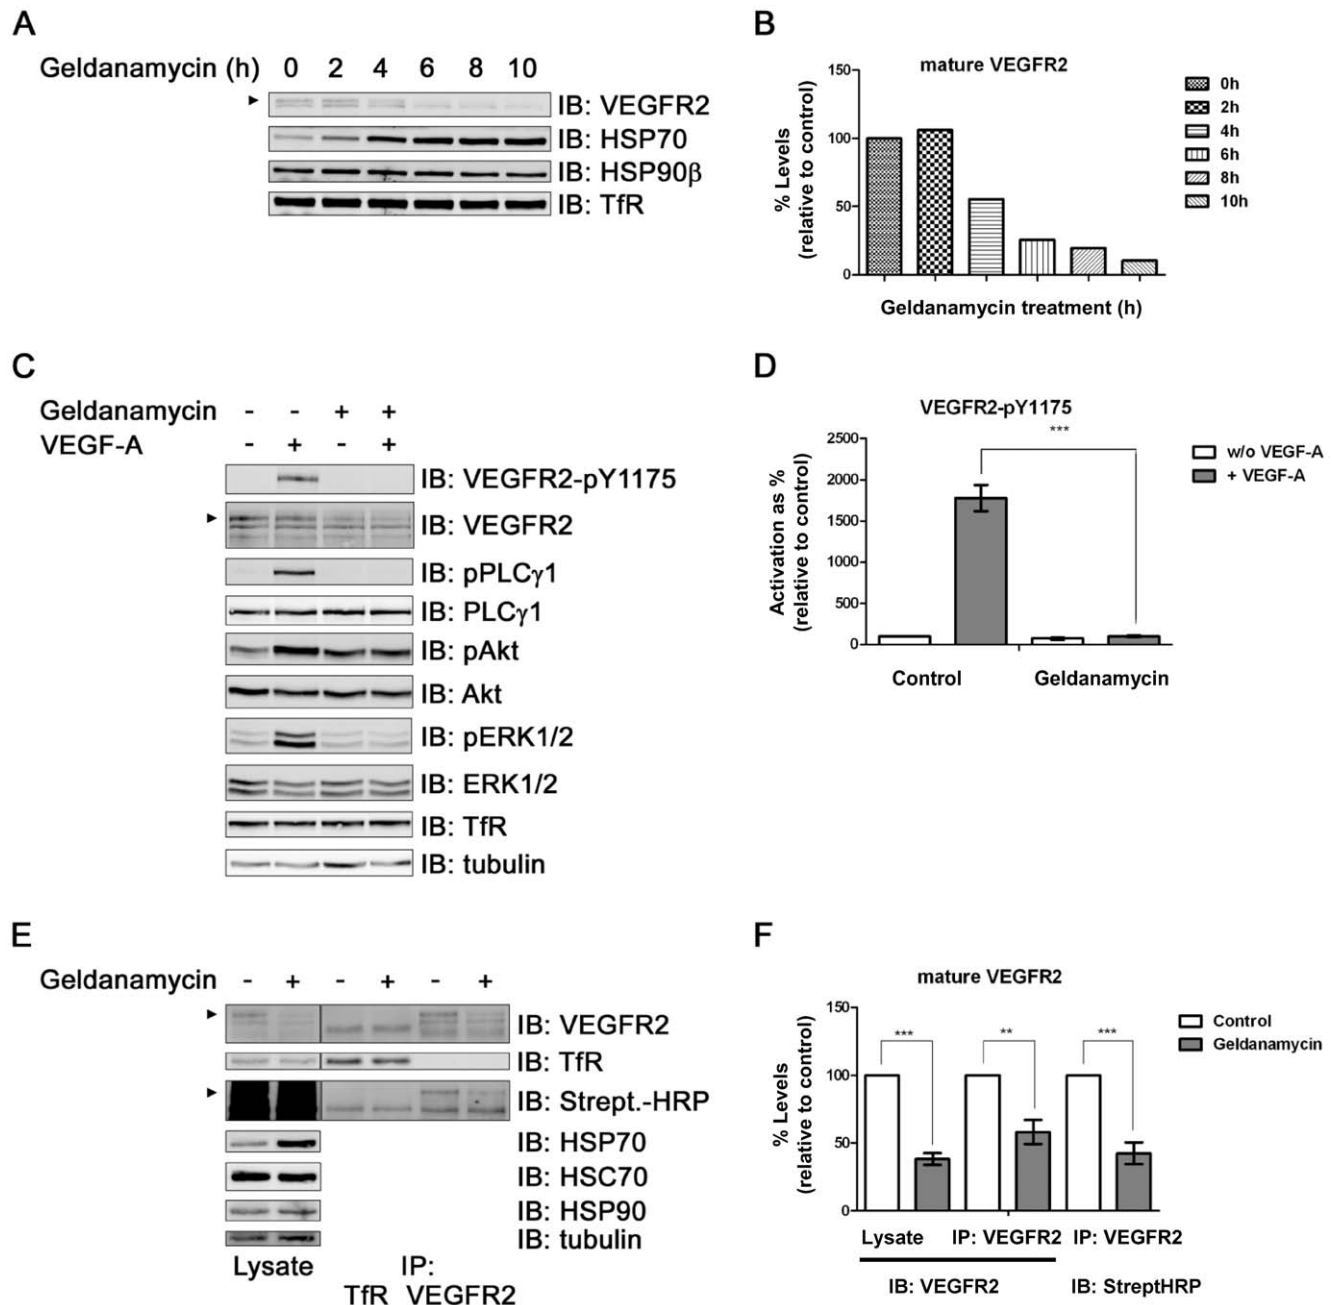 A
Geldanamycin (h) 0 2 4 6 8 10
IB: VEGFR2
IB: HSP70
IB: HSP90β
IB: TfR
B
mature VEGFR2
% Levels
(relative to control)
150
100
50
0
Geldanamycin treatment (h)
0h
2h
4h
6h
8h
10h
C
Geldanamycin - - + +
VEGF-A - + - +
IB: VEGFR2-pY1175
IB: VEGFR2
IB: pPLCγ1
IB: PLCγ1
IB: pAkt
IB: Akt
IB: pERK1/2
IB: ERK1/2
IB: TfR
IB: tubulin
D
VEGFR2-pY1175
***
Activation as %
(relative to control)
2500
2000
1500
1000
500
0
Control Geldanamycin
w/o VEGF-A
+ VEGF-A
E
Geldanamycin - + - + - +
IB: VEGFR2
IB: TfR
IB: Strept.-HRP
IB: HSP70
IB: HSC70
IB: HSP90
IB: tubulin
Lysate IP:
TfR VEGFR2
F
mature VEGFR2
% Levels
(relative to control)
150
100
50
0
*** ** ***
Control
Geldanamycin
Lysate IP: VEGFR2 IP: VEGFR2
IB: VEGFR2 IB: StreptHRP